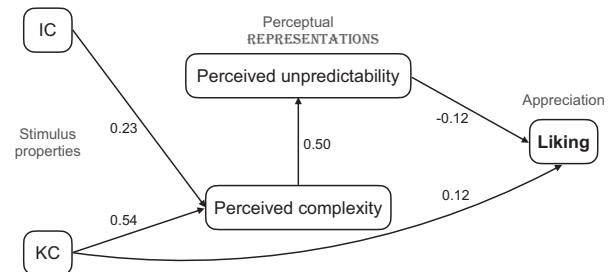 IC
Perceptual
REPRESENTATIONS
Perceived unpredictability
Appreciation
Stimulus
properties
0.23
0.50
-0.12
Liking
Perceived complexity
0.54
0.12
KC